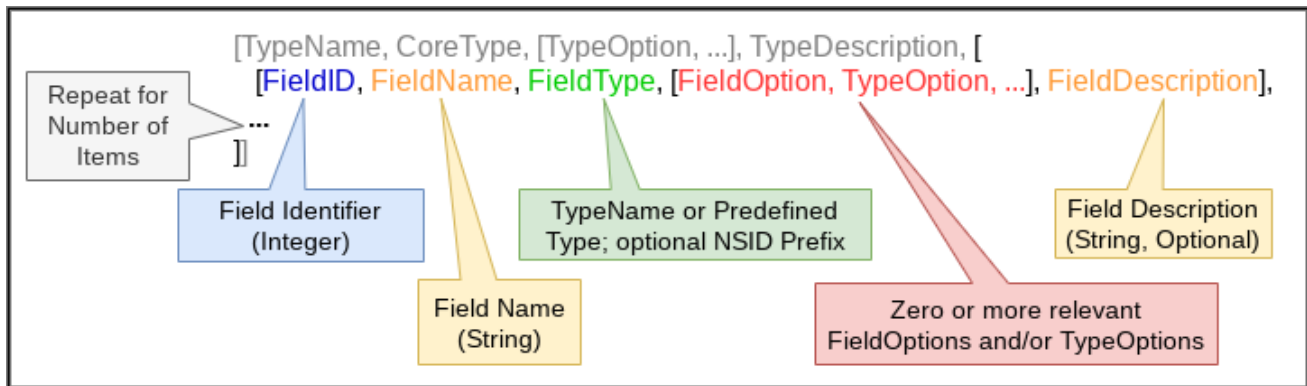 [TypeName, CoreType, [TypeOption, ...], TypeDescription, [
[FieldID, FieldName, FieldType, [FieldOption, TypeOption, ...], FieldDescription],
...
]]
Repeat for
Number of
Items
Field Identifier
(Integer)
TypeName or Predefined
Type; optional NSID Prefix
Field Description
(String, Optional)
Field Name
(String)
Zero or more relevant
FieldOptions and/or TypeOptions